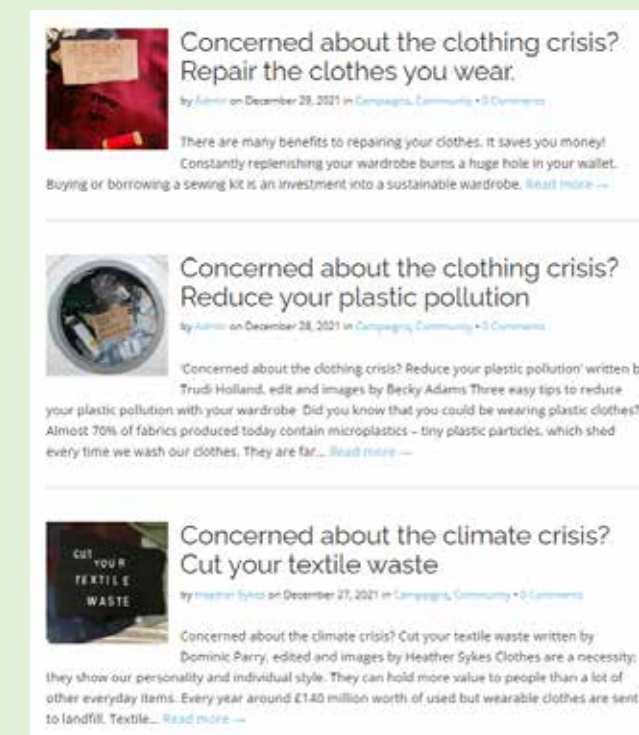 Concerned about the clothing crisis?
Repair the clothes you wear.
by Admin on December 29, 2021 in Campaigns, Community • 0 Comments
There are many benefits to repairing your clothes. It saves you money!
Constantly replenishing your wardrobe burns a huge hole in your wallet.
Buying or borrowing a sewing kit is an investment into a sustainable wardrobe. Read more →
Concerned about the clothing crisis?
Reduce your plastic pollution
by Admin on December 28, 2021 in Campaigns, Community • 0 Comments
'Concerned about the clothing crisis? Reduce your plastic pollution' written b
Trudi Holland, edit and images by Becky Adams Three easy tips to reduce
your plastic pollution with your wardrobe Did you know that you could be wearing plastic clothes?
Almost 70% of fabrics produced today contain microplastics – tiny plastic particles, which shed
every time we wash our clothes. They are far... Read more →
CUT
YOUR
TEXTILE
WASTE
Concerned about the climate crisis?
Cut your textile waste
by Heather Sykes on December 27, 2021 in Campaigns, Community • 0 Comments
Concerned about the climate crisis? Cut your textile waste written by
Dominic Parry, edited and images by Heather Sykes Clothes are a necessity;
they show our personality and individual style. They can hold more value to people than a lot of
other everyday items. Every year around £140 million worth of used but wearable clothes are sent
to landfill. Textile... Read more →